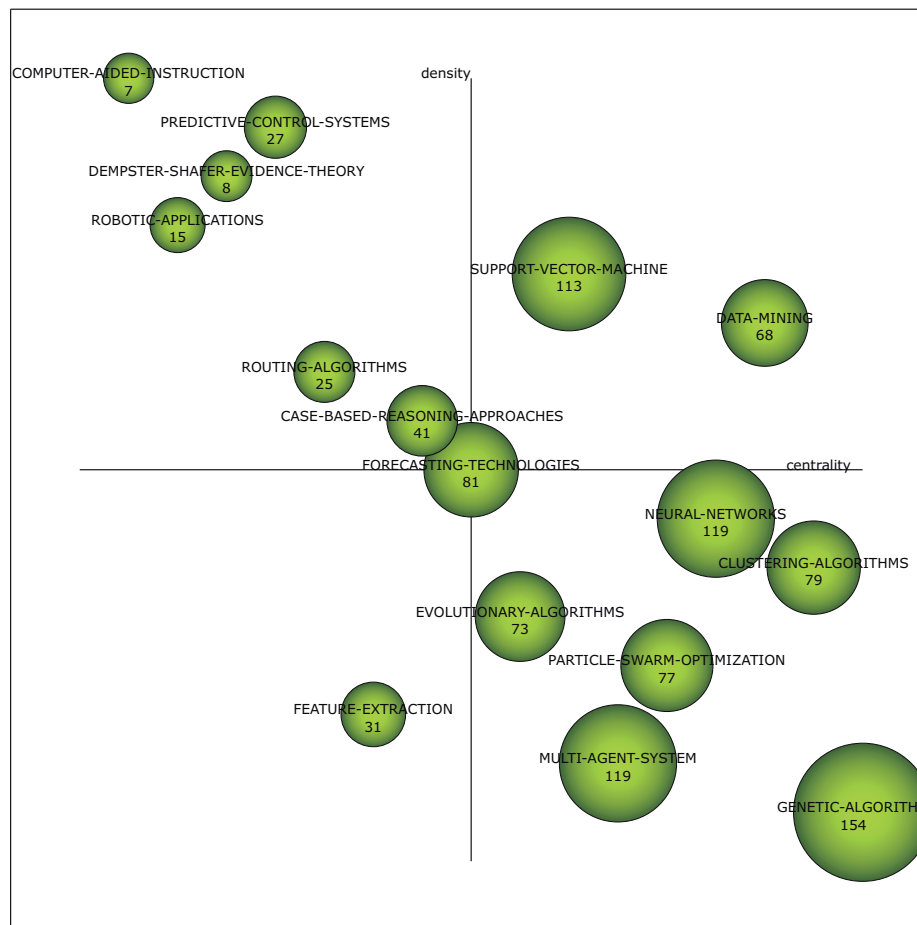 COMPUTER-AIDED-INSTRUCTION
7
density
PREDICTIVE-CONTROL-SYSTEMS
27
DEMPSTER-SHAFER-EVIDENCE-THEORY
8
ROBOTIC-APPLICATIONS
15
SUPPORT-VECTOR-MACHINE
113
DATA-MINING
68
ROUTING-ALGORITHMS
25
CASE-BASED-REASONING-APPROACHES
41
FORECASTING-TECHNOLOGIES
81
centrality
NEURAL-NETWORKS
119
CLUSTERING-ALGORITHMS
79
EVOLUTIONARY-ALGORITHMS
73
PARTICLE-SWARM-OPTIMIZATION
77
FEATURE-EXTRACTION
31
MULTI-AGENT-SYSTEM
119
GENETIC-ALGORITH
154